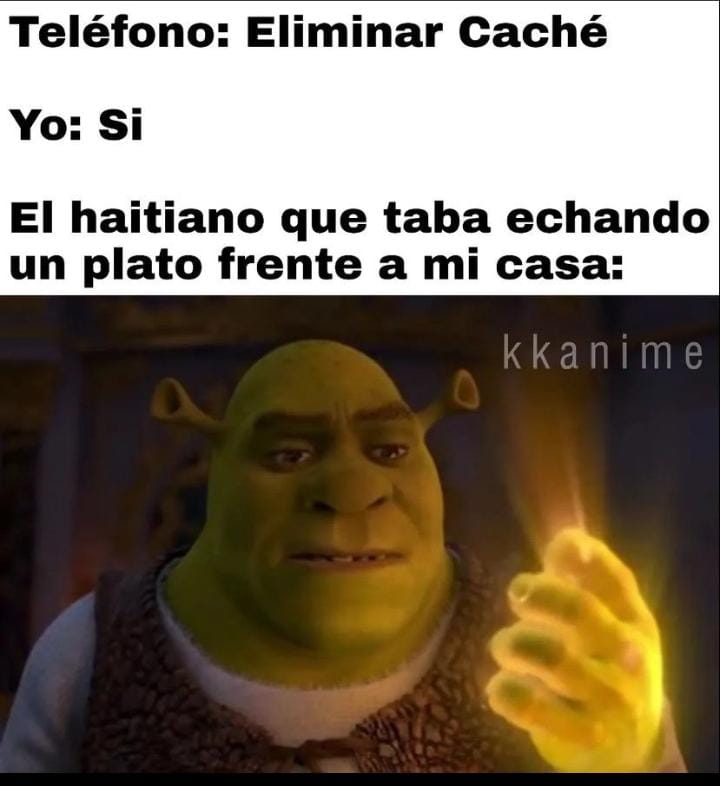 Teléfono: Eliminar Caché
Yo: Si
El haitiano que taba echando
un plato frente a mi casa:
kkanime